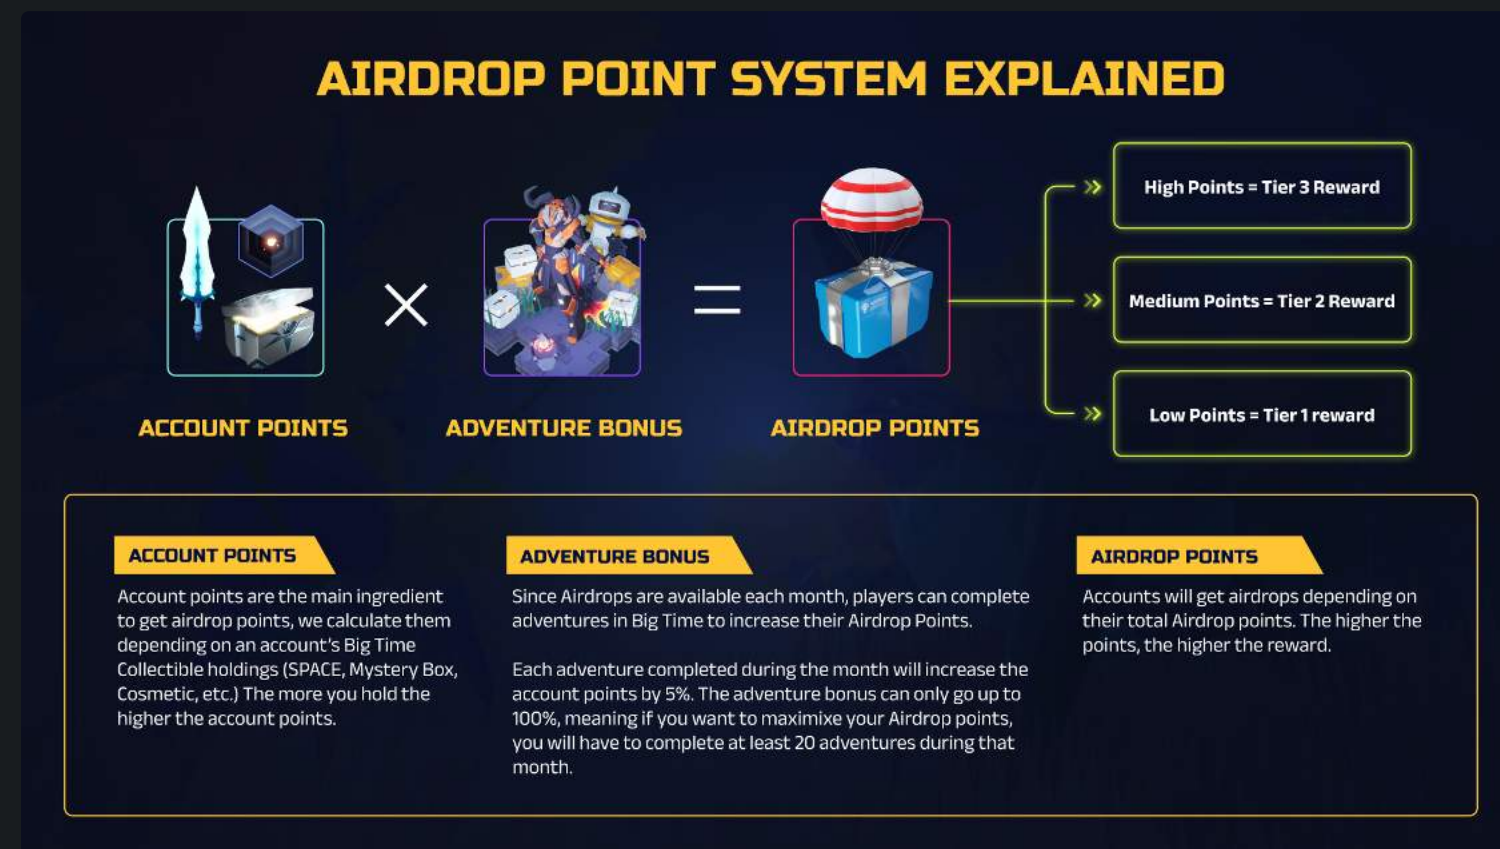 AIRDROP POINT SYSTEM EXPLAINED
High Points = Tier 3 Reward
Medium Points = Tier 2 Reward
Low Points = Tier 1 reward
ACCOUNT POINTS
ADVENTURE BONUS
AIRDROP POINTS
ACCOUNT POINTS
Account points are the main ingredient
to get airdrop points, we calculate them
depending on an account's Big Time
Collectible holdings (SPACE, Mystery Box,
Cosmetic, etc.) The more you hold the
higher the account points.
ADVENTURE BONUS
Since Airdrops are available each month, players can complete
adventures in Big Time to increase their Airdrop Points.
Each adventure completed during the month will increase the
account points by 5%. The adventure bonus can only go up to
100%, meaning if you want to maximixe your Airdrop points,
you will have to complete at least 20 adventures during that
month.
AIRDROP POINTS
Accounts will get airdrops depending on
their total Airdrop points. The higher the
points, the higher the reward.